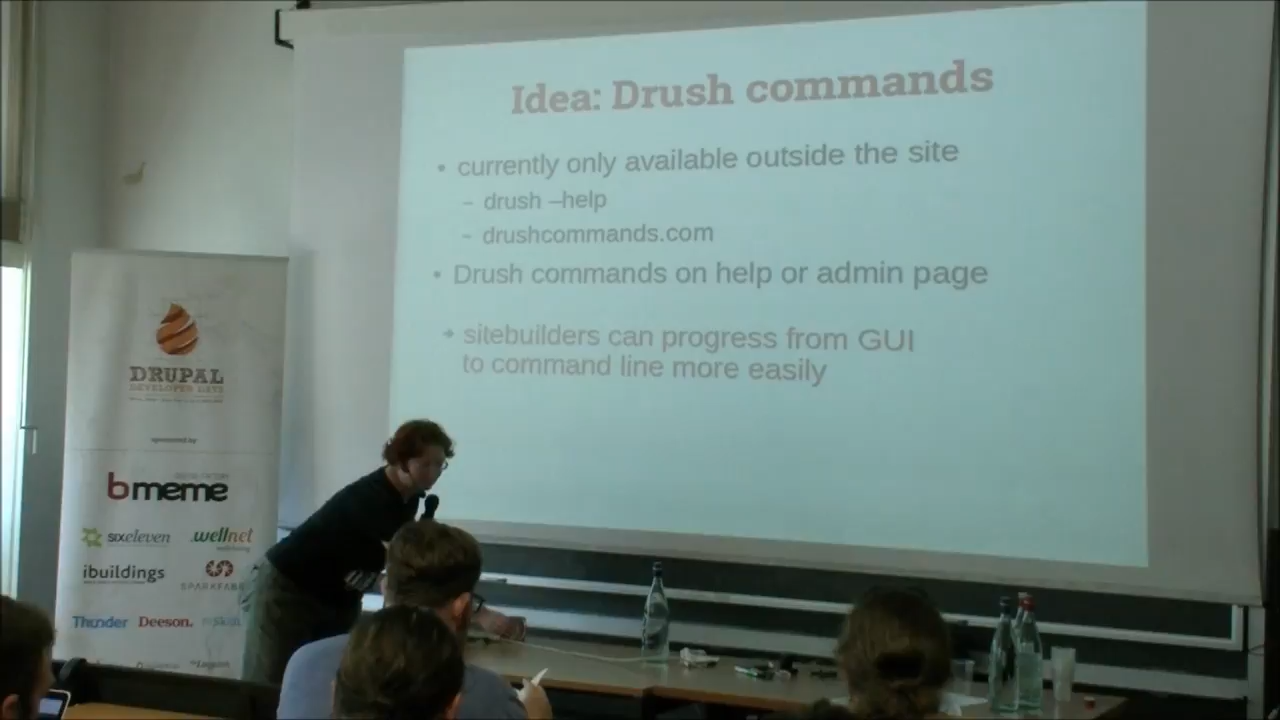 Idea: Drush commands
• currently only available outside the site
– drush –help
– drushcommands.com
• Drush commands on help or admin page
sitebuilders can progress from GUI
to command line more easily
DRUPAL
DEVELOPER DAYS
sponsored by
bmeme
sixeleven wellnet
ibuildings SPARKFABRIK
Thunder Deeson.